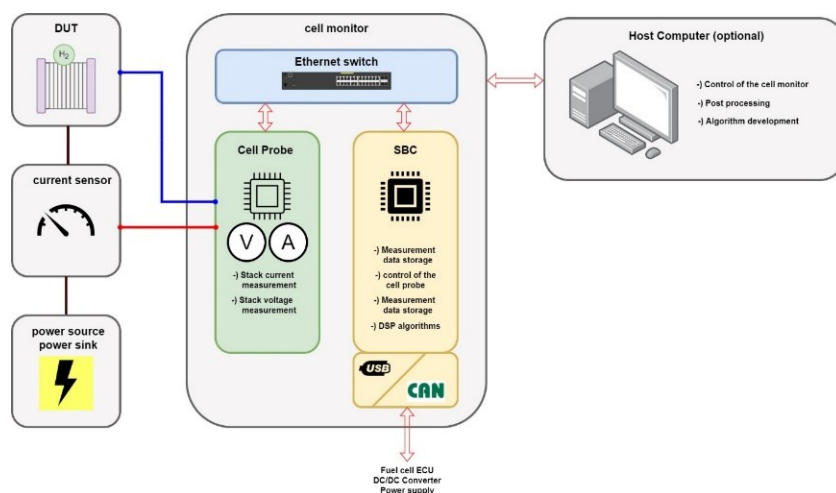 DUT
H₂
current sensor
power source
power sink
cell monitor
Ethernet switch
Cell Probe
V A
-) Stack current
measurement
-) Stack voltage
measurement
SBC
-) Measurement
data storage
-) control of the
cell probe
-) Measurement
data storage
-) DSP algorithms
USB
CAN
Fuel cell ECU
DC/DC Converter
Power supply
Host Computer (optional)
-) Control of the cell monitor
-) Post processing
-) Algorithm development